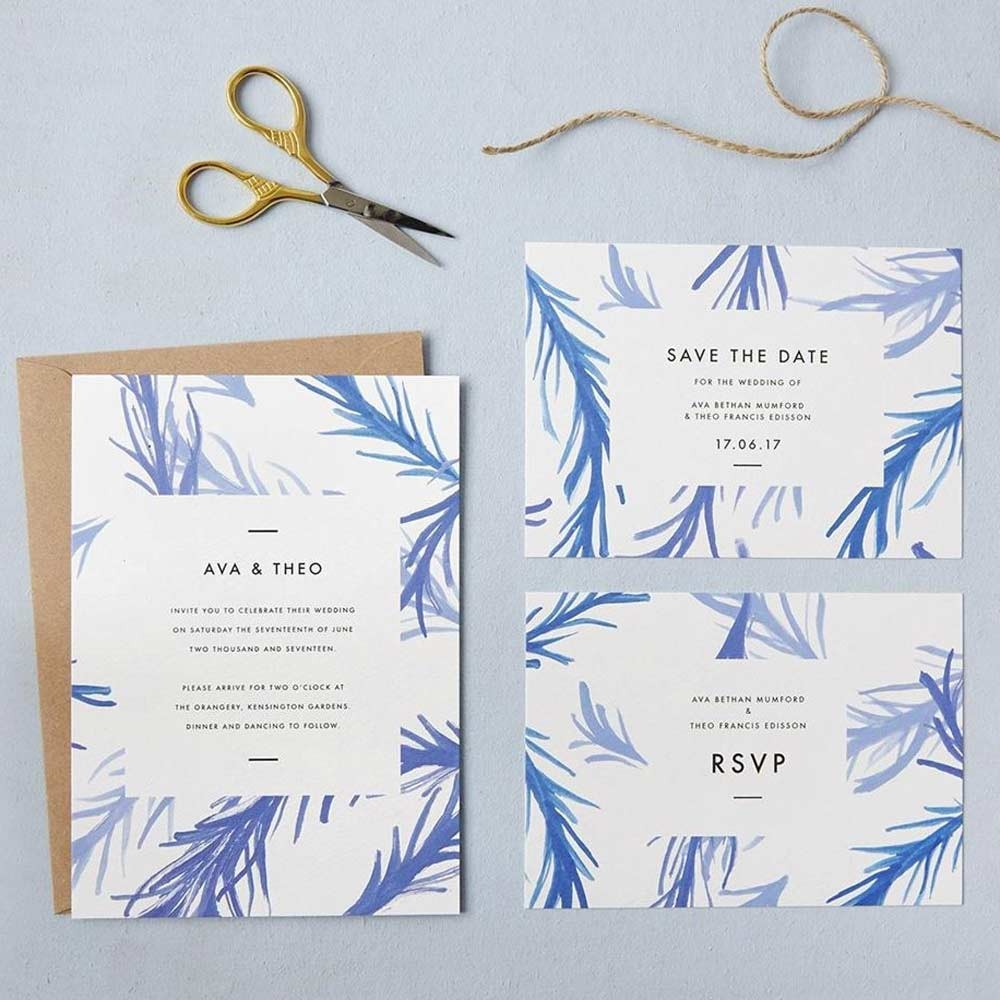 AVA & THEO
INVITE YOU TO CELEBRATE THEIR WEDDING
ON SATURDAY THE SEVENTEENTH OF JUNE
TWO THOUSAND AND SEVENTEEN.
PLEASE ARRIVE FOR TWO O'CLOCK AT
THE ORANGERY, KENSINGTON GARDENS.
DINNER AND DANCING TO FOLLOW.
SAVE THE DATE
FOR THE WEDDING OF
AVA BETHAN MUMFORD
& THEO FRANCIS EDISSON
17.06.17
AVA BETHAN MUMFORD
&
THEO FRANCIS EDISSON
RSVP